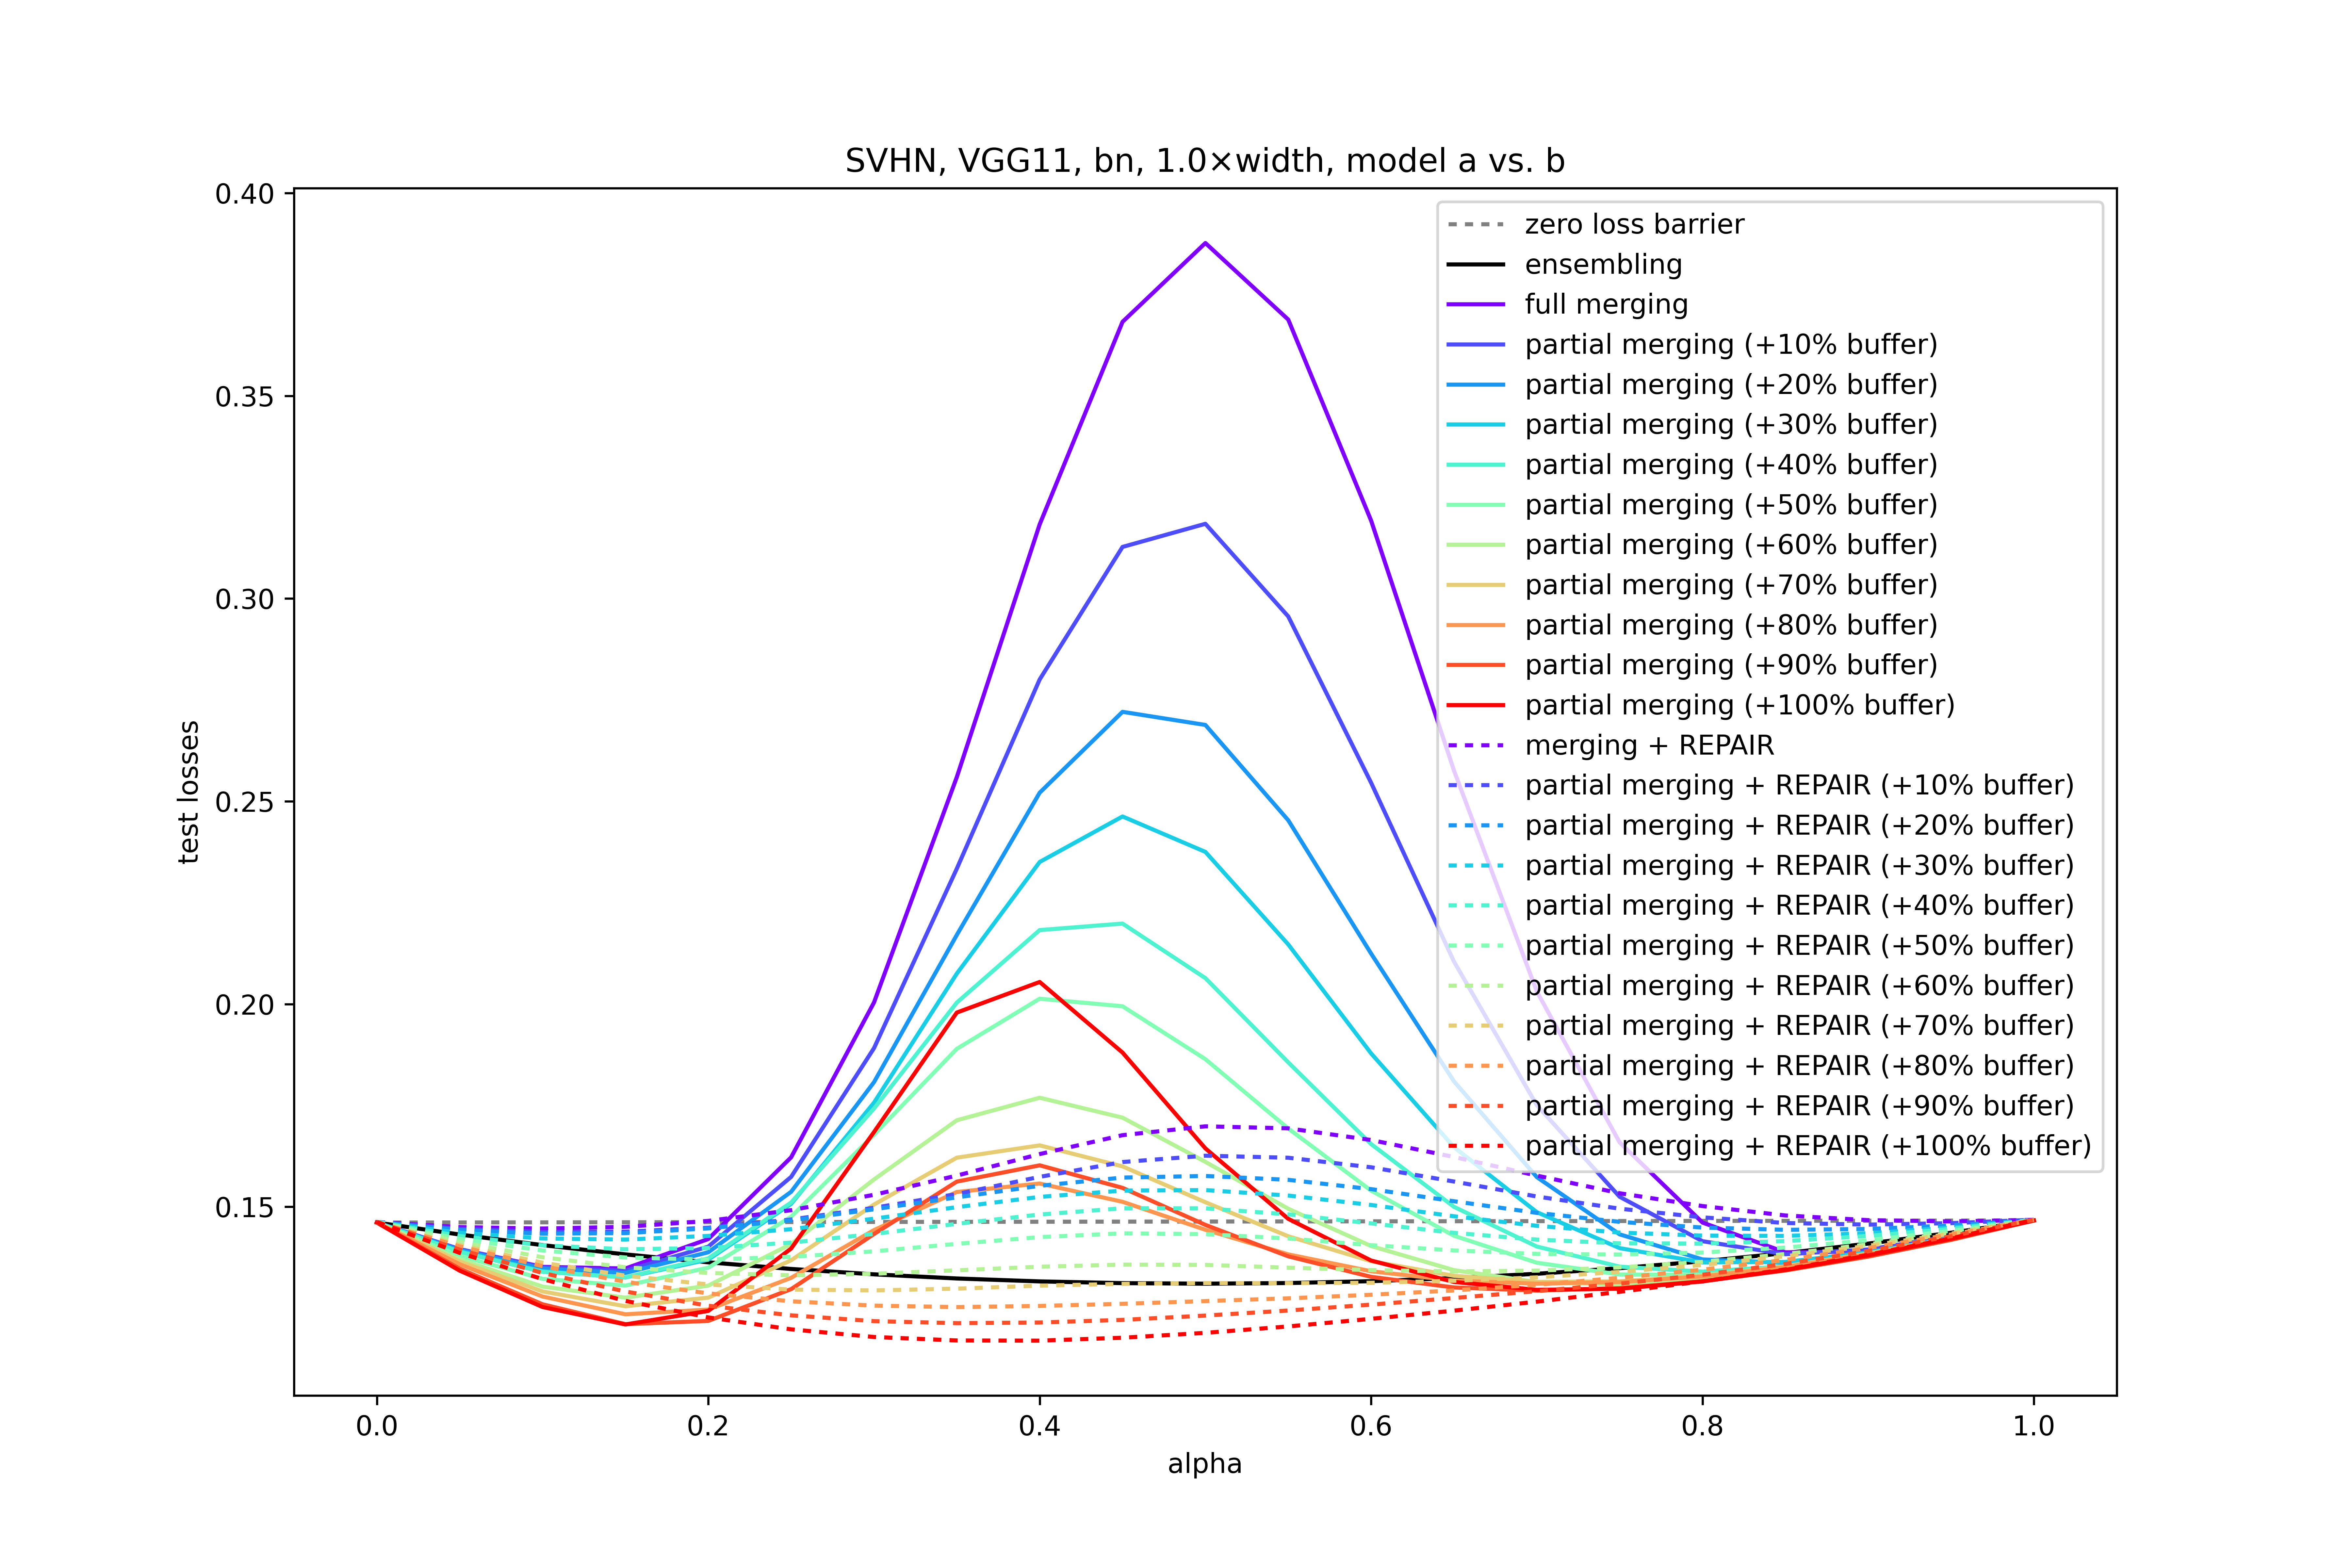 SVHN, VGG11, bn, 1.0×width, model a vs. b
0.40
0.35
0.30
0.25
0.20
0.15
test losses
zero loss barrier
ensembling
full merging
partial merging (+10% buffer)
partial merging (+20% buffer)
partial merging (+30% buffer)
partial merging (+40% buffer)
partial merging (+50% buffer)
partial merging (+60% buffer)
partial merging (+70% buffer)
partial merging (+80% buffer)
partial merging (+90% buffer)
partial merging (+100% buffer)
merging + REPAIR
partial merging + REPAIR (+10% buffer)
partial merging + REPAIR (+20% buffer)
partial merging + REPAIR (+30% buffer)
partial merging + REPAIR (+40% buffer)
partial merging + REPAIR (+50% buffer)
partial merging + REPAIR (+60% buffer)
partial merging + REPAIR (+70% buffer)
partial merging + REPAIR (+80% buffer)
partial merging + REPAIR (+90% buffer)
partial merging + REPAIR (+100% buffer)
0.0 0.2 0.4 0.6 0.8 1.0
alpha